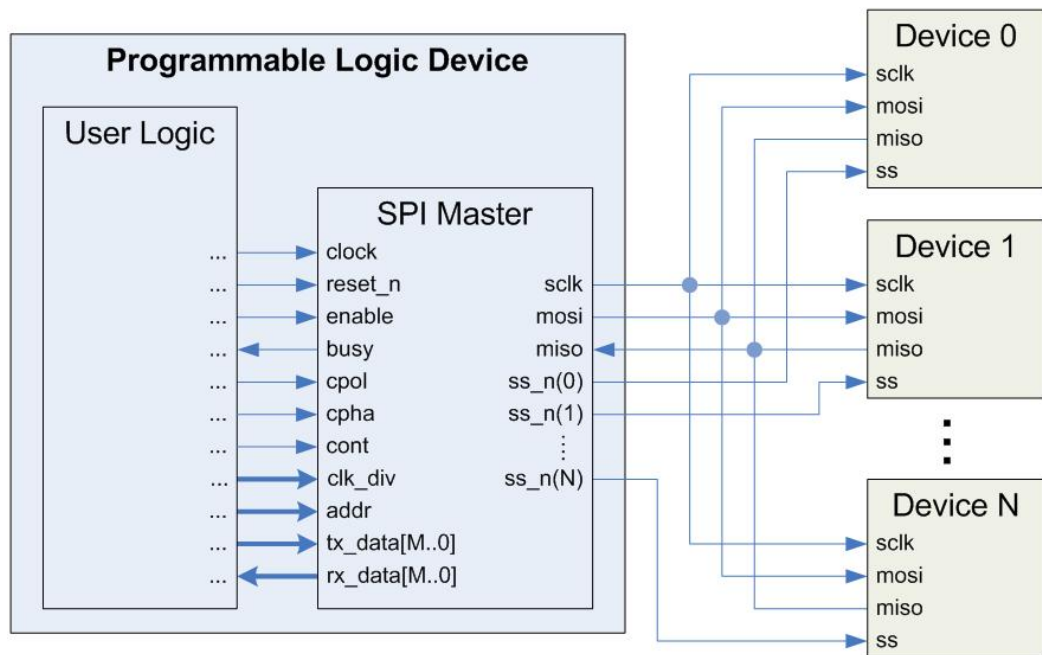 Programmable Logic Device
User Logic
...
...
...
...
...
...
...
...
...
...
...
SPI Master
clock
reset_n
enable
busy
cpol
cpha
cont
clk_div
addr
tx_data[M..0]
rx_data[M..0]
sclk
mosi
miso
ss_n(0)
ss_n(1)
ss_n(N)
Device 0
sclk
mosi
miso
ss
Device 1
sclk
mosi
miso
ss
Device N
sclk
mosi
miso
ss